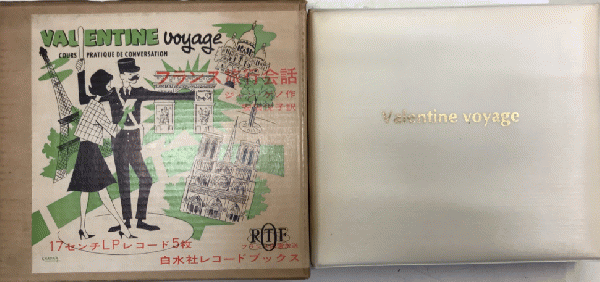 VALENTINE voyage
COURS PRATIQUE DE CONVERSATION
フランス旅行会話
17センチLPレコード5枚
RTF
白水社レコードブックス
Valentine voyage